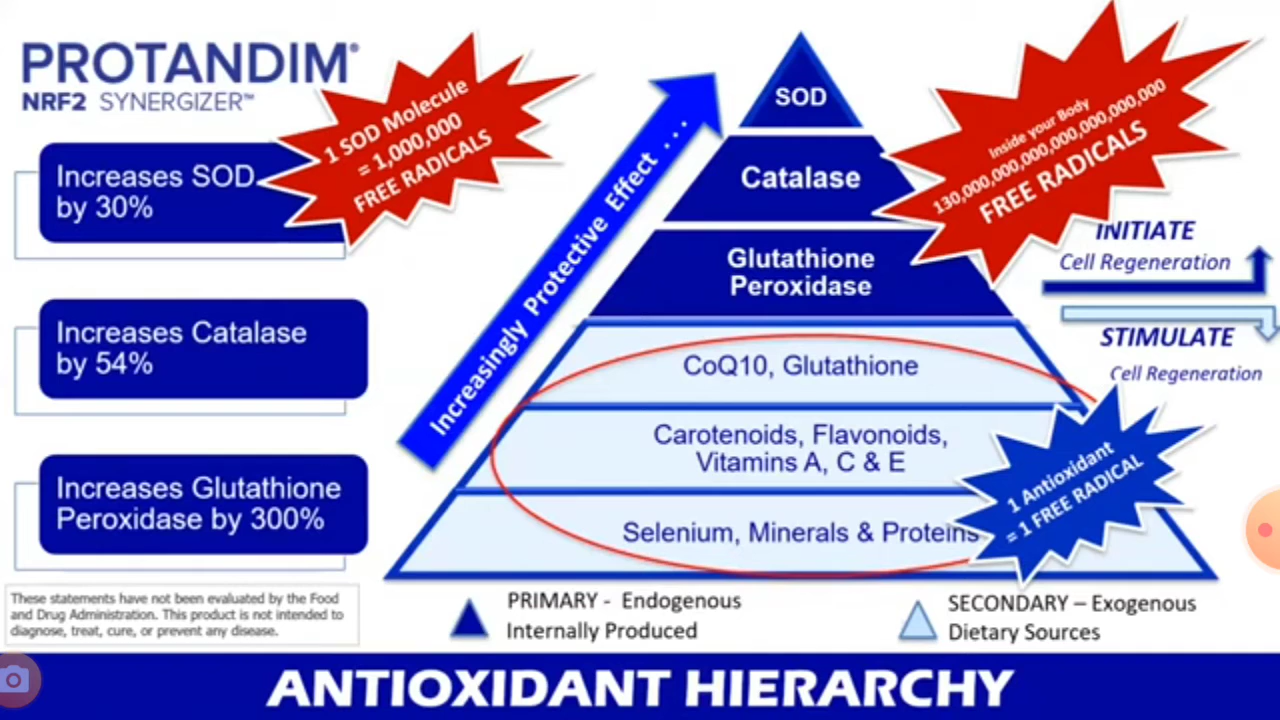 PROTANDIM®
NRF2 SYNERGIZER™
Increases SOD
by 30%
1 SOD Molecule
= 1,000,000
FREE RADICALS
Increases Catalase
by 54%
Increases Glutathione
Peroxidase by 300%
These statements have not been evaluated by the Food
and Drug Administration. This product is not intended to
diagnose, treat, cure, or prevent any disease.
Increasingly Protective Effect . . .
SOD
Catalase
Glutathione
Peroxidase
CoQ10, Glutathione
Carotenoids, Flavonoids,
Vitamins A, C & E
Selenium, Minerals & Proteins
Inside your Body
130,000,000,000,000,000,000,000
FREE RADICALS
INITIATE
Cell Regeneration
STIMULATE
Cell Regeneration
1 Antioxidant
= 1 FREE RADICAL
PRIMARY - Endogenous
Internally Produced
SECONDARY – Exogenous
Dietary Sources
ANTIOXIDANT HIERARCHY